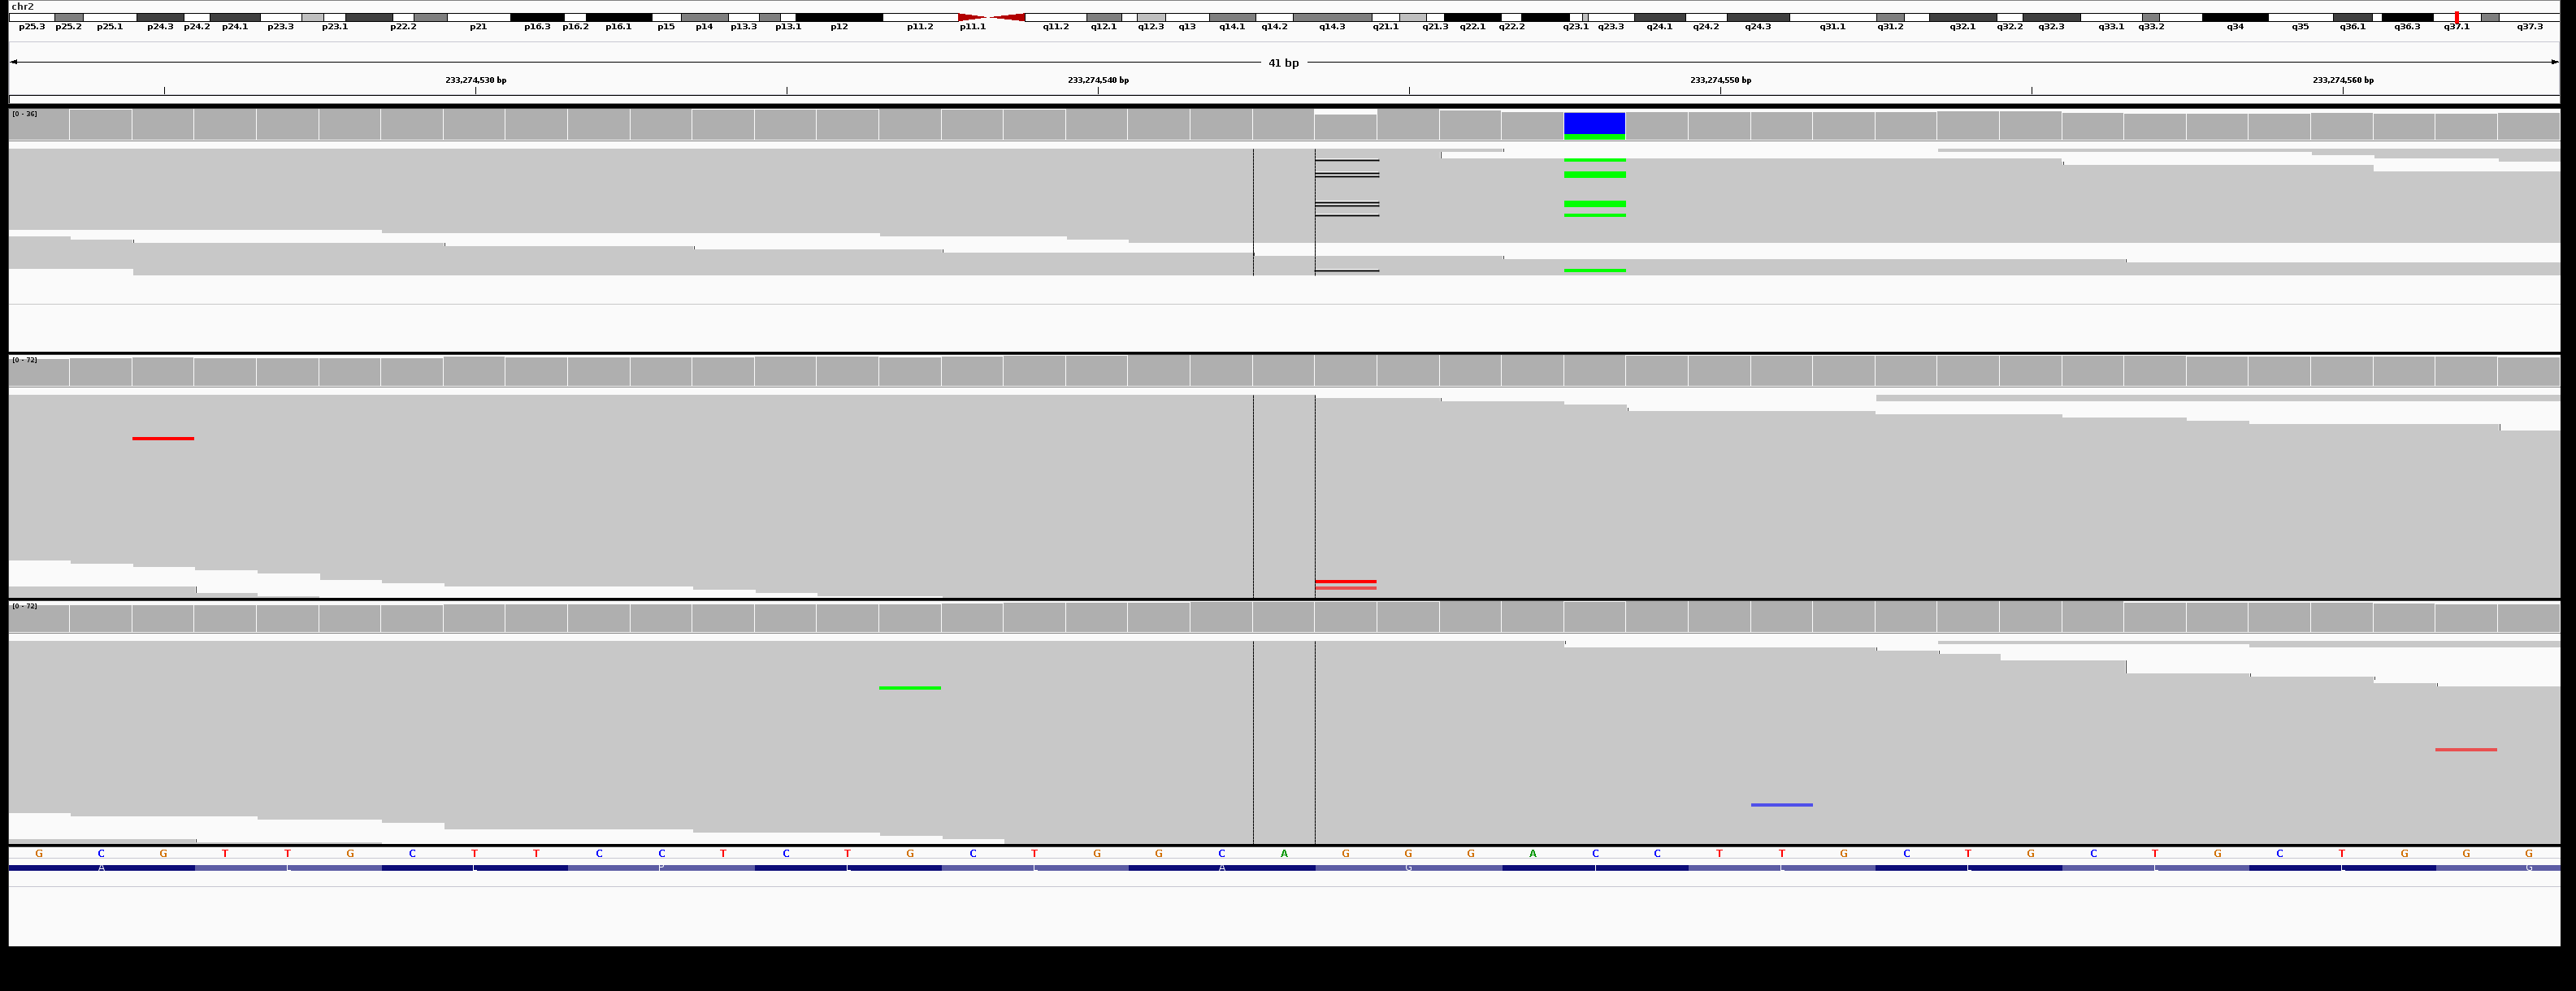 chr2
p25.3 p25.2 p25.1 p24.3 p24.2 p24.1 p23.3 p23.1 p22.2 p21 p16.3 p16.2 p16.1 p15 p14 p13.3 p13.1 p12 p11.2 p11.1 q11.2 q12.1 q12.3 q13 q14.1 q14.2 q14.3 q21.1 q21.3 q22.1 q22.2 q23.1 q23.3 q24.1 q24.2 q24.3 q31.1 q31.2 q32.1 q32.2 q32.3 q33.1 q33.2 q34 q35 q36.1 q36.3 q37.1 q37.3
41 bp
233,274,530 bp 233,274,540 bp 233,274,550 bp 233,274,560 bp
[0 - 36]
[0 - 72]
[0 - 72]
G C G T T G C T T C C T C T G C T G G C A G G G A C C T T G C T G C T G C T G G G
A L L P L L A G L L L L G